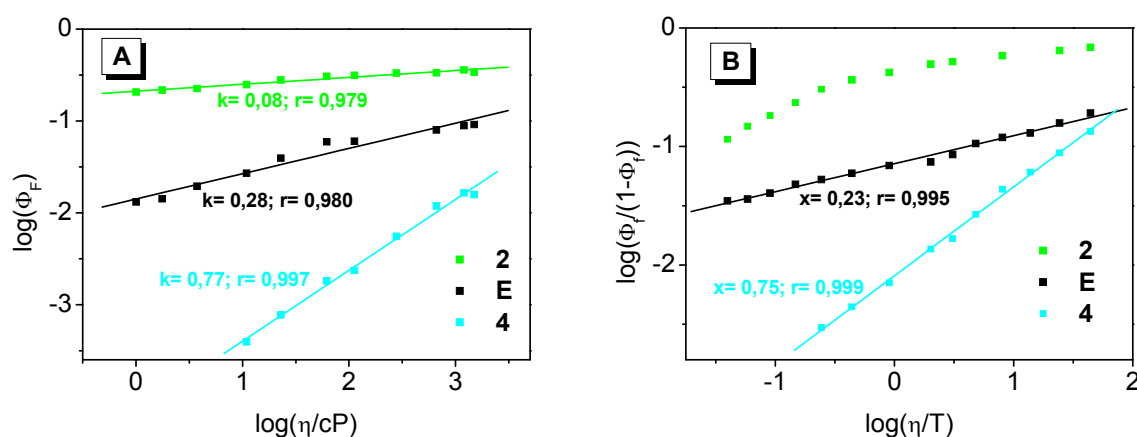 A
0
-1
-2
-3
log(Φ_F)
k= 0,08; r= 0,979
k= 0,28; r= 0,980
k= 0,77; r= 0,997
2
E
4
0
1
2
3
log(η/cP)
B
0
-1
-2
log(Φ_f/(1-Φ_f))
x= 0,23; r= 0,995
x= 0,75; r= 0,999
2
E
4
-1
0
1
2
log(η/T)